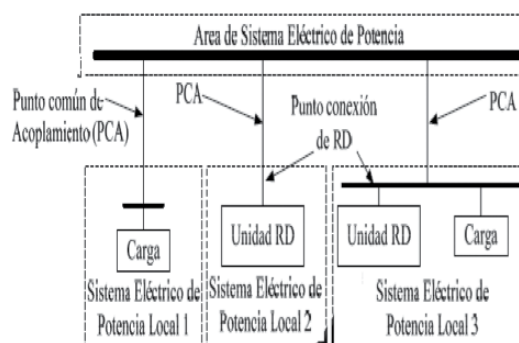 Area de Sistema Eléctrico de Potencia
Punto común de
Acoplamiento (PCA)
PCA
Punto conexión
de RD
PCA
Carga
Sistema Eléctrico de
Potencia Local 1
Unidad RD
Sistema Eléctrico de
Potencia Local 2
Unidad RD
Carga
Sistema Eléctrico de
Potencia Local 3